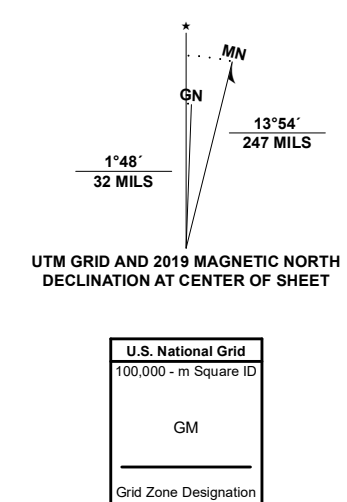 ★
MN
GN
13°54´
247 MILS
1°48´
32 MILS
UTM GRID AND 2019 MAGNETIC NORTH
DECLINATION AT CENTER OF SHEET
U.S. National Grid
100,000 - m Square ID
GM
Grid Zone Designation